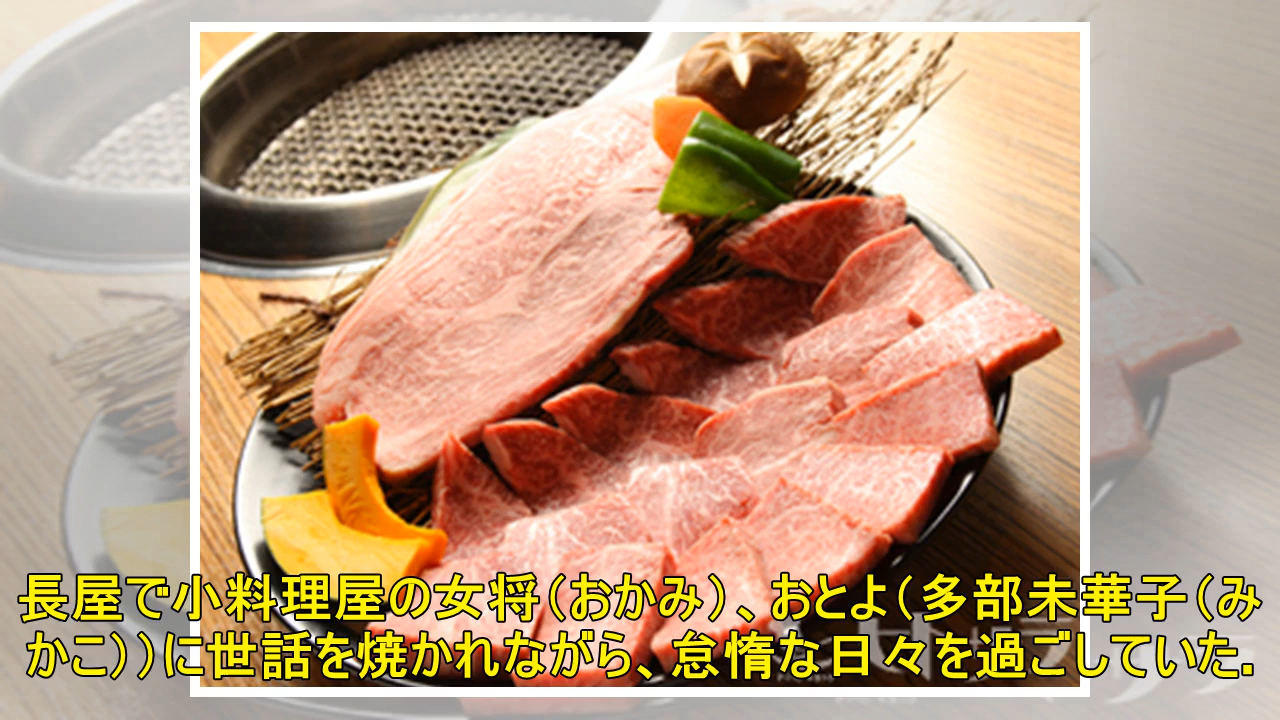 長屋で小料理屋の女将（おかみ）、おとよ（多部未華子（み
かこ））に世話を焼かれながら、怠惰な日々を過ごしていた.